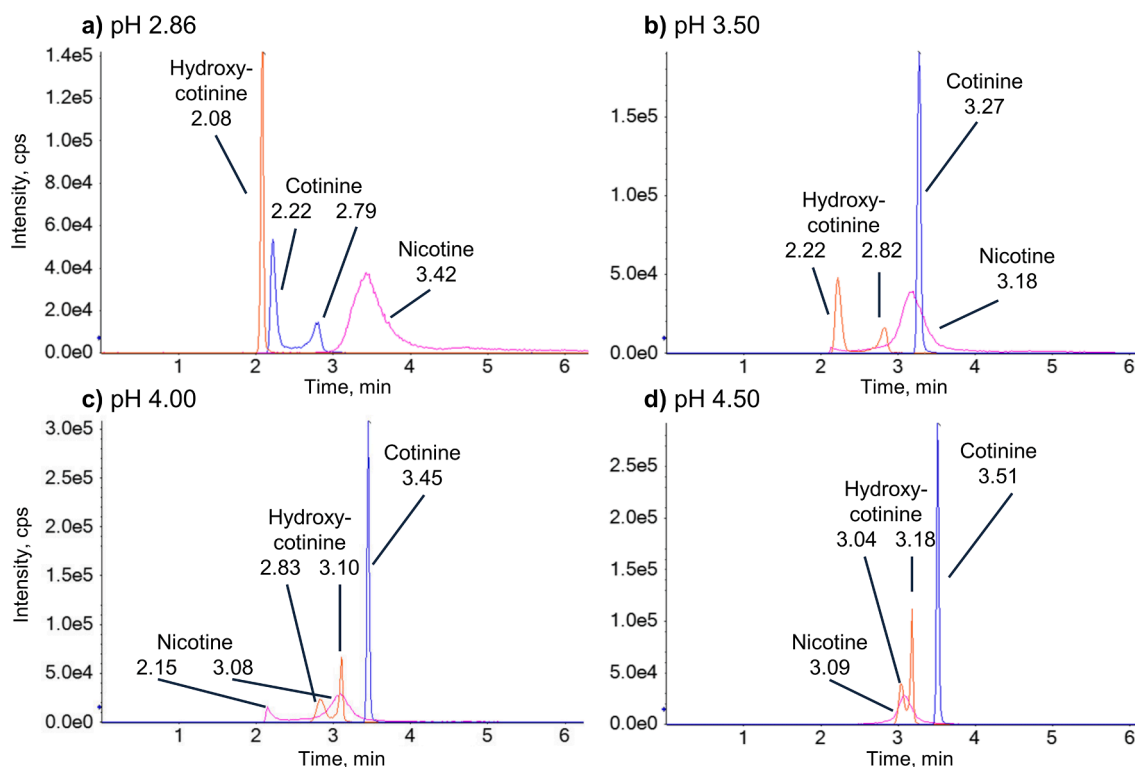 a) pH 2.86
1.4e5
1.2e5
1.0e5
8.0e4
6.0e4
4.0e4
2.0e4
0.0e0
Intensity, cps
Hydroxy-
cotinine
2.08
Cotinine
2.22 2.79
Nicotine
3.42
1 2 3 4 5 6
Time, min
b) pH 3.50
1.5e5
1.0e5
5.0e4
0.0e0
Cotinine
3.27
Hydroxy-
cotinine
2.22 2.82
Nicotine
3.18
1 2 3 4 5 6
Time, min
c) pH 4.00
3.0e5
2.5e5
2.0e5
1.5e5
1.0e5
5.0e4
0.0e0
Intensity, cps
Cotinine
3.45
Hydroxy-
cotinine
2.83 3.10
Nicotine
2.15 3.08
1 2 3 4 5 6
Time, min
d) pH 4.50
2.5e5
2.0e5
1.5e5
1.0e5
5.0e4
0.0e0
Cotinine
3.51
Hydroxy-
cotinine
3.04 3.18
Nicotine
3.09
1 2 3 4 5 6
Time, min